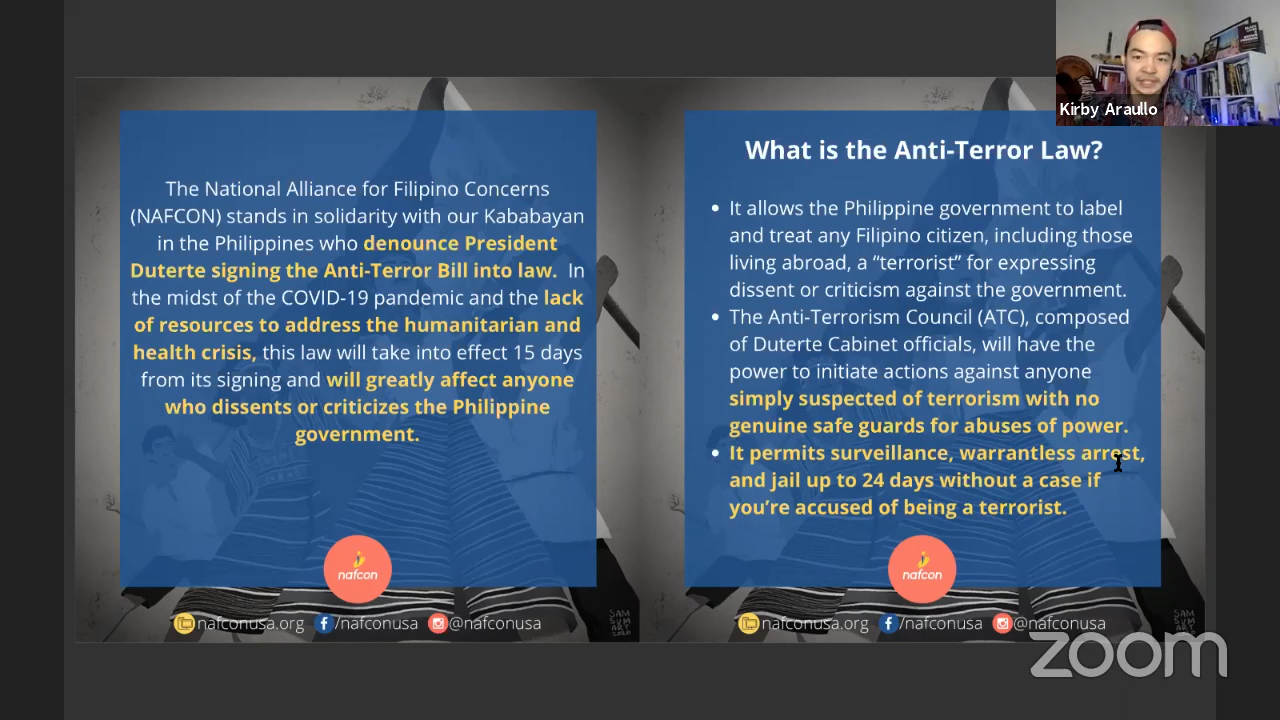 Kirby Araullo
The National Alliance for Filipino Concerns
(NAFCON) stands in solidarity with our Kababayan
in the Philippines who denounce President
Duterte signing the Anti-Terror Bill into law. In
the midst of the COVID-19 pandemic and the lack
of resources to address the humanitarian and
health crisis, this law will take into effect 15 days
from its signing and will greatly affect anyone
who dissents or criticizes the Philippine
government.
nafcon
nafconusa.org /nafconusa @nafconusa
SAM
SUM
ART
What is the Anti-Terror Law?
• It allows the Philippine government to label
and treat any Filipino citizen, including those
living abroad, a “terrorist” for expressing
dissent or criticism against the government.
• The Anti-Terrorism Council (ATC), composed
of Duterte Cabinet officials, will have the
power to initiate actions against anyone
simply suspected of terrorism with no
genuine safe guards for abuses of power.
• It permits surveillance, warrantless arrest,
and jail up to 24 days without a case if
you’re accused of being a terrorist.
nafcon
nafconusa.org /nafconusa @nafconusa
SAM
SUM
ART
zoom